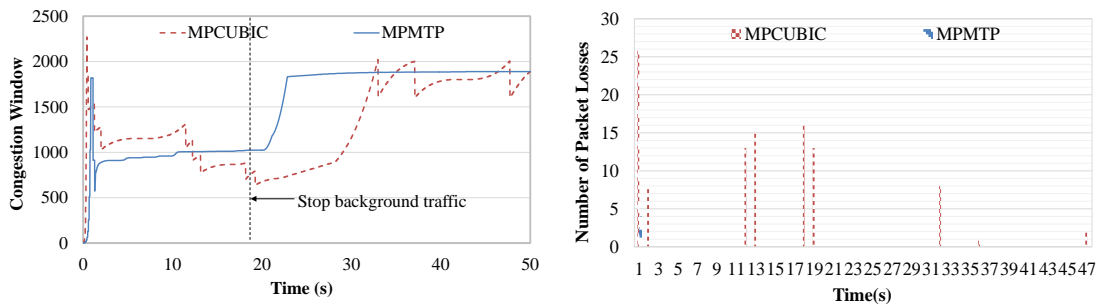 MPCUBIC
MPMTP
2500
2000
1500
1000
500
0
Congestion Window
Stop background traffic
0 10 20 30 40 50
Time (s)
MPCUBIC
MPMTP
30
25
20
15
10
5
0
Number of Packet Losses
1 3 5 7 9 11 13 15 17 19 21 23 25 27 29 31 33 35 37 39 41 43 45 47
Time(s)